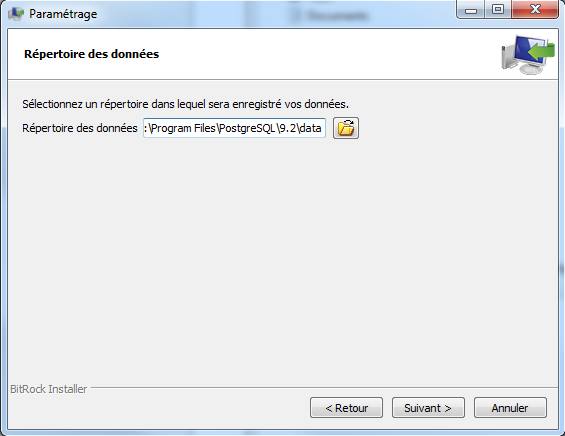 Documents
Paramétrage
Répertoire des données
Sélectionnez un répertoire dans lequel sera enregistré vos données.
Répertoire des données :\Program Files\PostgreSQL\9.2\data
BitRock Installer
< Retour Suivant > Annuler